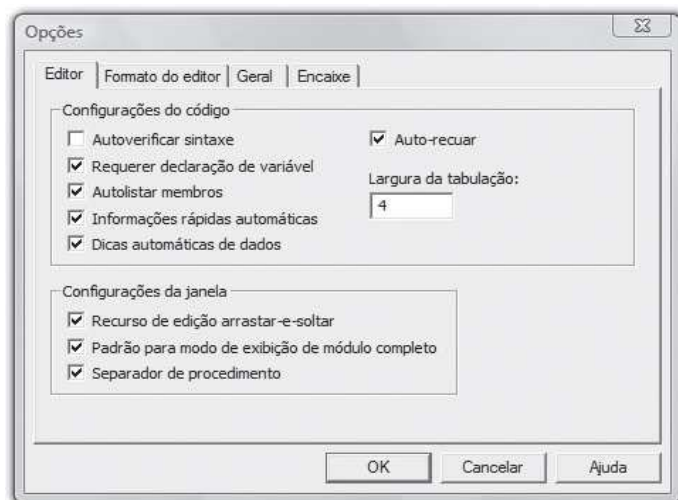 Opções
Editor Formato do editor Geral Encaixe
Configurações do código
Autoverificar sintaxe
Auto-recuar
Requerer declaração de variável
Largura da tabulação:
Autolistar membros
4
Informações rápidas automáticas
Dicas automáticas de dados
Configurações da janela
Recurso de edição arrastar-e-soltar
Padrão para modo de exibição de módulo completo
Separador de procedimento
OK Cancelar Ajuda